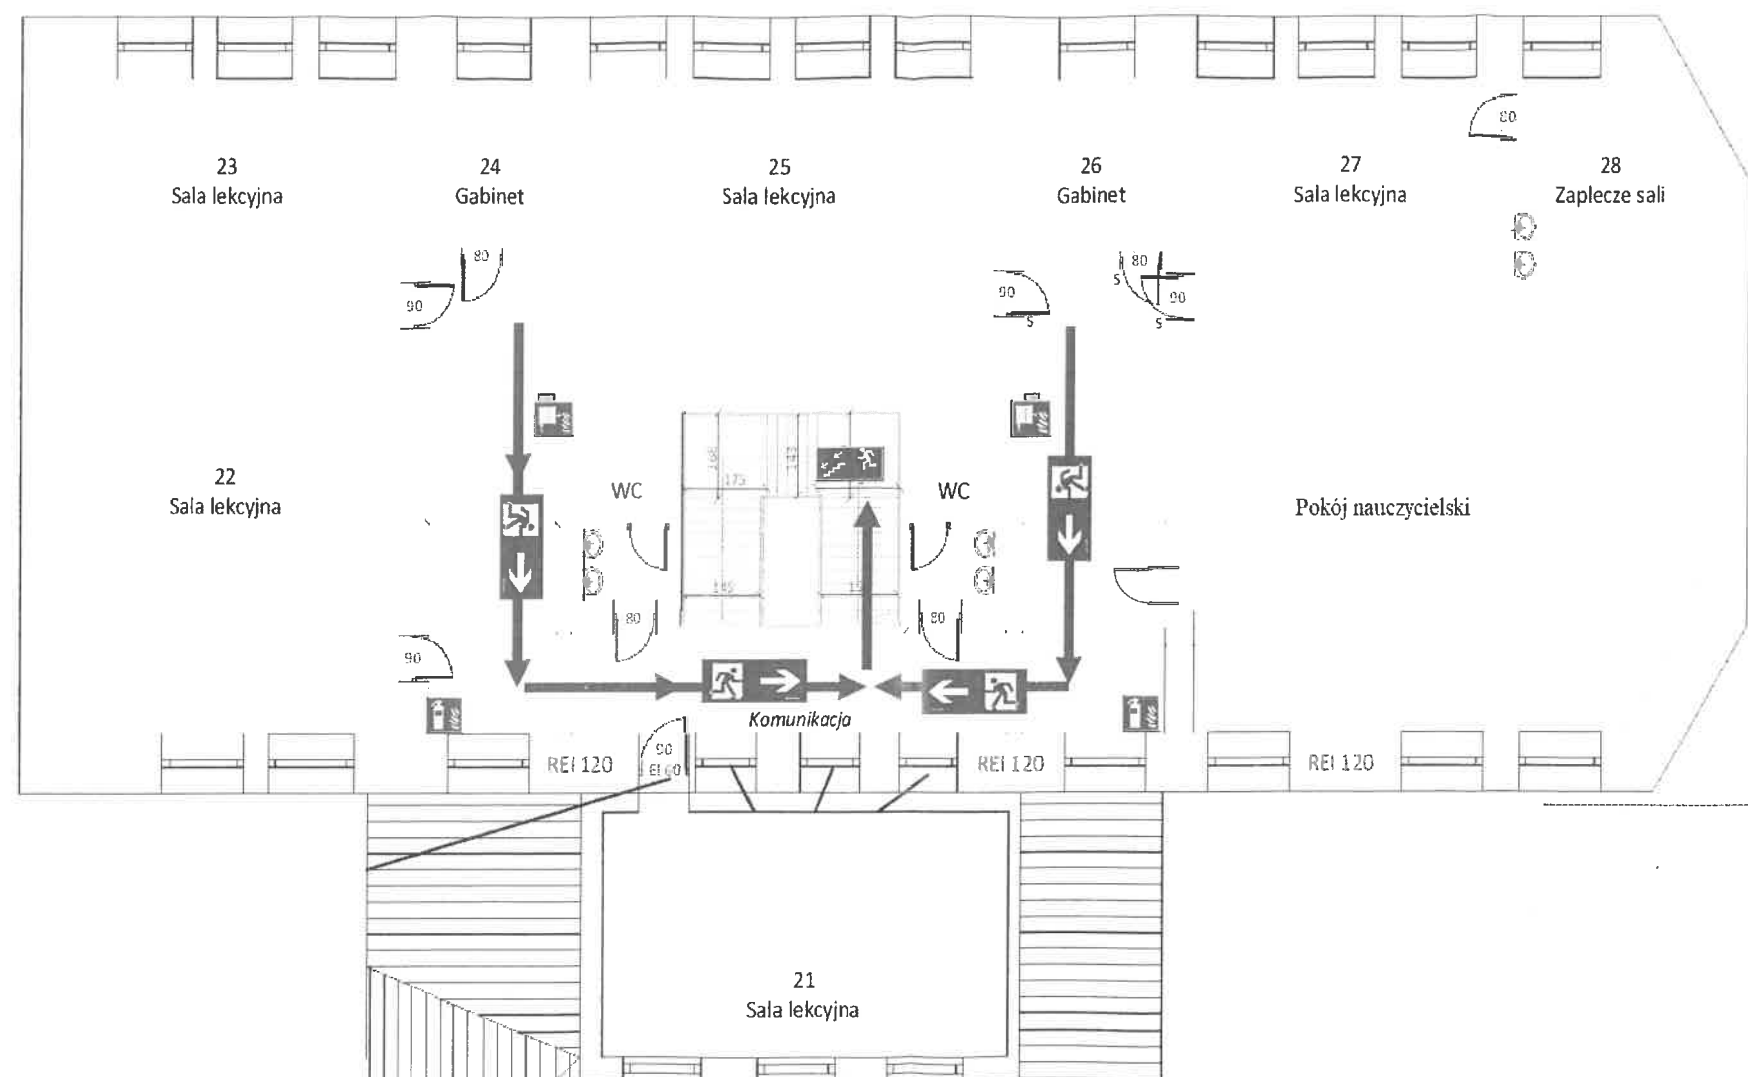 80
23
Sala lekcyjna
24
Gabinet
25
Sala lekcyjna
26
Gabinet
27
Sala lekcyjna
28
Zaplecze sali
80
90
90
S
80
S
90
S
22
Sala lekcyjna
WC
175
WC
Pokój nauczycielski
80
80
90
Komunikacja
REI 120
90
EI 60
REI 120
REI 120
21
Sala lekcyjna